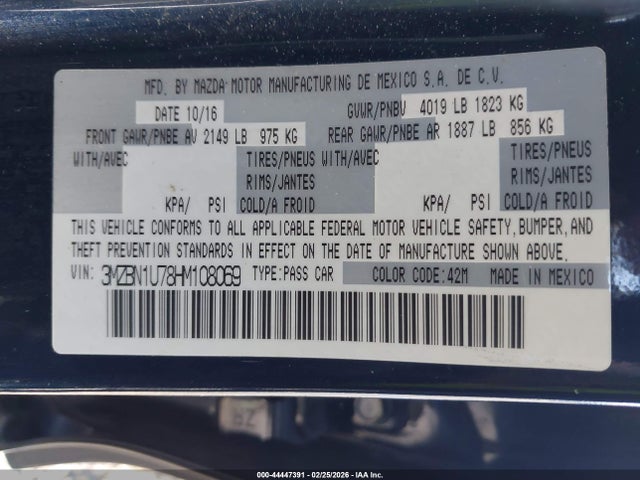 MFD. BY MAZDA MOTOR MANUFACTURING DE MEXICO S.A. DE C.V.
DATE 10/16 GVWR/PNBV 4019 LB 1823 KG
FRONT GAWR/PNBE AV 2149 LB 975 KG REAR GAWR/PNBE AR 1887 LB 856 KG
WITH/AVEC TIRES/PNEUS WITH/AVEC TIRES/PNEUS
RIMS/JANTES RIMS/JANTES
KPA/ PSI COLD/A FROID KPA/ PSI COLD/A FROID
THIS VEHICLE CONFORMS TO ALL APPLICABLE FEDERAL MOTOR VEHICLE SAFETY, BUMPER, AND
THEFT PREVENTION STANDARDS IN EFFECT ON THE DATE OF MANUFACTURE SHOWN ABOVE.
VIN: 3MZBN1U78HM108069 TYPE:PASS CAR COLOR CODE:42M MADE IN MEXICO
BZ
000-44447391 - 02/25/2026 - IAA Inc.